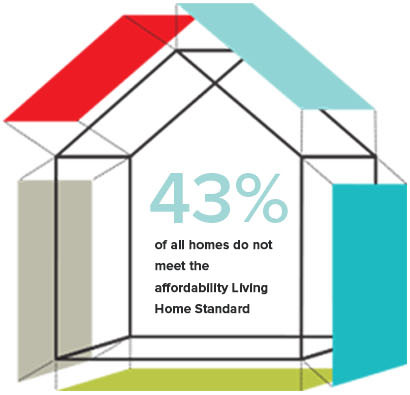 43%
of all homes do not
meet the
affordability Living
Home Standard